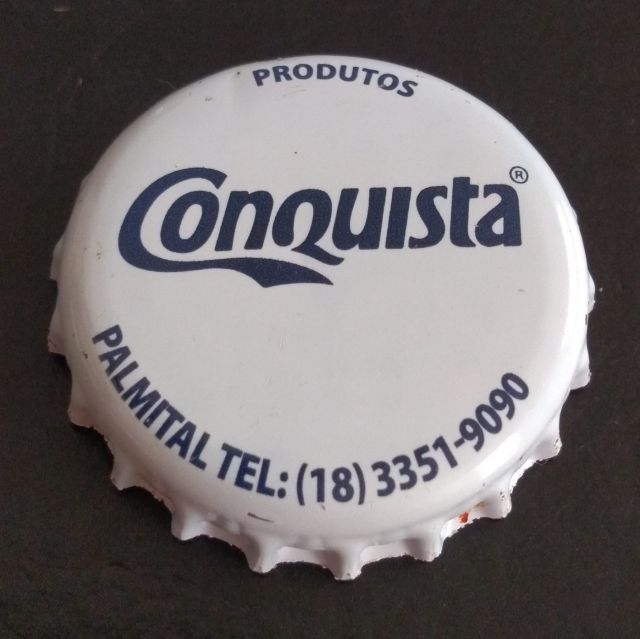 PRODUTOS
Conquista®
PALMITAL TEL: (18) 3351-9090